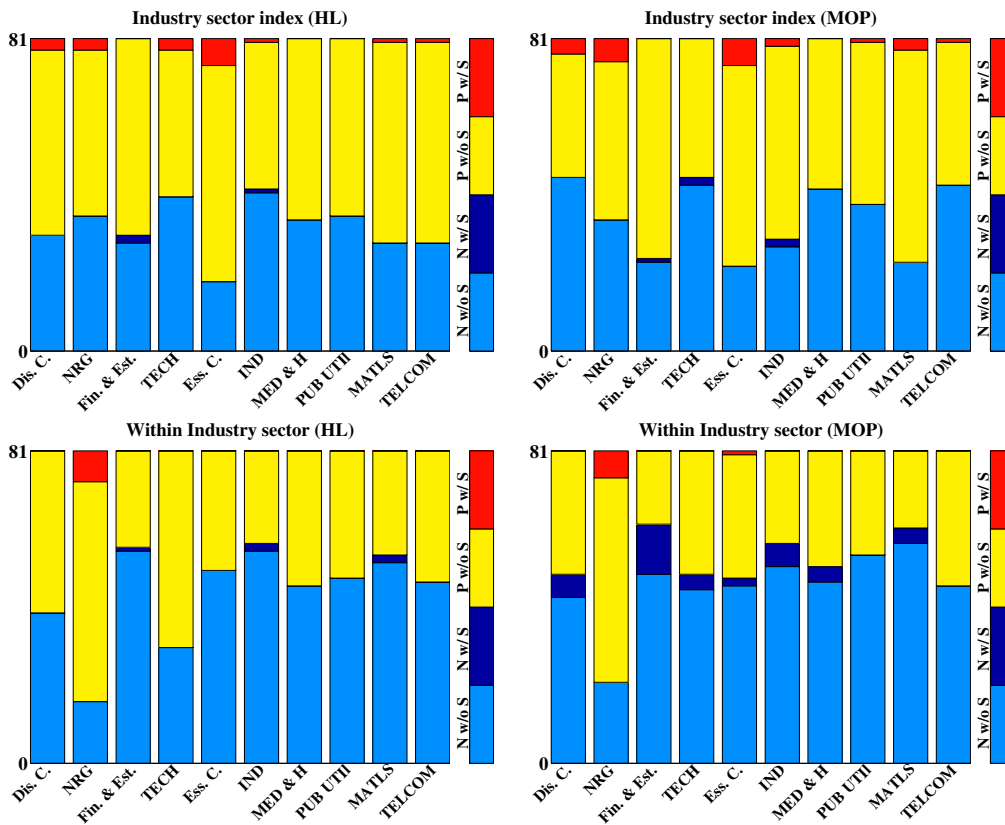 Industry sector index (HL)
81
0
Dis. C.
NRG
Fin. & Est.
TECH
Ess. C.
IND
MED & H
PUB UTIl
MATLS
TELCOM
P w/ S
P w/o S
N w/ S
N w/o S
Industry sector index (MOP)
81
0
Dis. C.
NRG
Fin. & Est.
TECH
Ess. C.
IND
MED & H
PUB UTIl
MATLS
TELCOM
P w/ S
P w/o S
N w/ S
N w/o S
Within Industry sector (HL)
81
0
Dis. C.
NRG
Fin. & Est.
TECH
Ess. C.
IND
MED & H
PUB UTIl
MATLS
TELCOM
P w/ S
P w/o S
N w/ S
N w/o S
Within Industry sector (MOP)
81
0
Dis. C.
NRG
Fin. & Est.
TECH
Ess. C.
IND
MED & H
PUB UTIl
MATLS
TELCOM
P w/ S
P w/o S
N w/ S
N w/o S